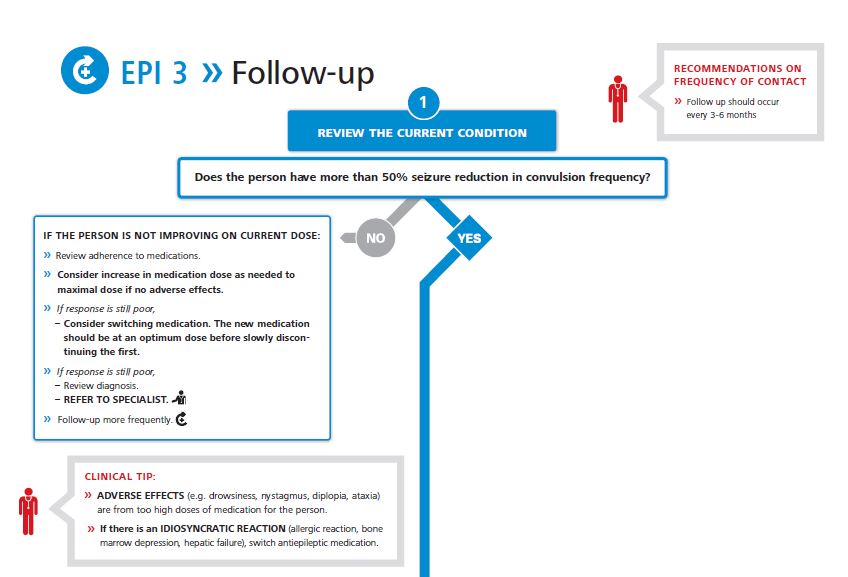 EPI 3 » Follow-up
RECOMMENDATIONS ON
FREQUENCY OF CONTACT
» Follow up should occur
every 3-6 months
1
REVIEW THE CURRENT CONDITION
Does the person have more than 50% seizure reduction in convulsion frequency?
NO
YES
IF THE PERSON IS NOT IMPROVING ON CURRENT DOSE:
» Review adherence to medications.
» Consider increase in medication dose as needed to
maximal dose if no adverse effects.
» If response is still poor,
– Consider switching medication. The new medication
should be at an optimum dose before slowly discon-
tinuing the first.
» If response is still poor,
– Review diagnosis.
– REFER TO SPECIALIST.
» Follow-up more frequently.
CLINICAL TIP:
» ADVERSE EFFECTS (e.g. drowsiness, nystagmus, diplopia, ataxia)
are from too high doses of medication for the person.
» If there is an IDIOSYNCRATIC REACTION (allergic reaction, bone
marrow depression, hepatic failure), switch antiepileptic medication.